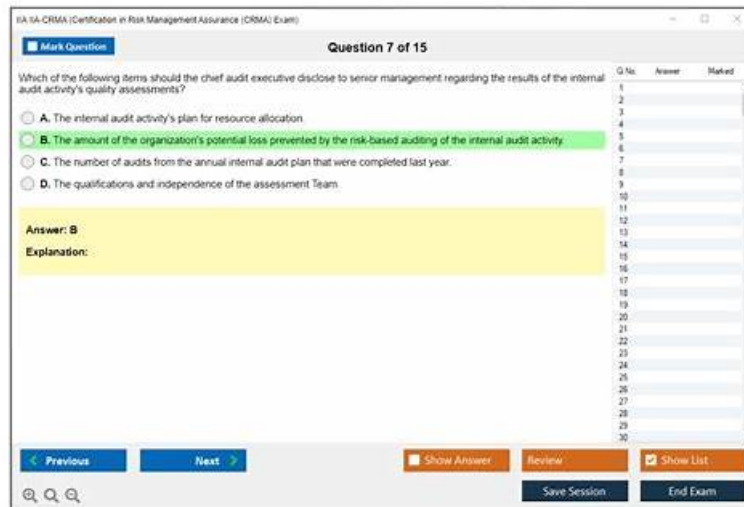 IIA IIA-CRMA (Certification in Risk Management Assurance (CRMA) Exam)
Mark Question
Question 7 of 15
Which of the following items should the chief audit executive disclose to senior management regarding the results of the internal
audit activity's quality assessments?
A. The internal audit activity's plan for resource allocation.
B. The amount of the organization's potential loss prevented by the risk-based auditing of the internal audit activity.
C. The number of audits from the annual internal audit plan that were completed last year.
D. The qualifications and independence of the assessment Team
Answer: B
Explanation:
Q No. Answer Marked
1
2
3
4
5
6
7
8
9
10
11
12
13
14
15
16
17
18
19
20
21
22
23
24
25
26
27
28
29
30
Previous
Next
Show Answer
Review
Show List
Save Session
End Exam